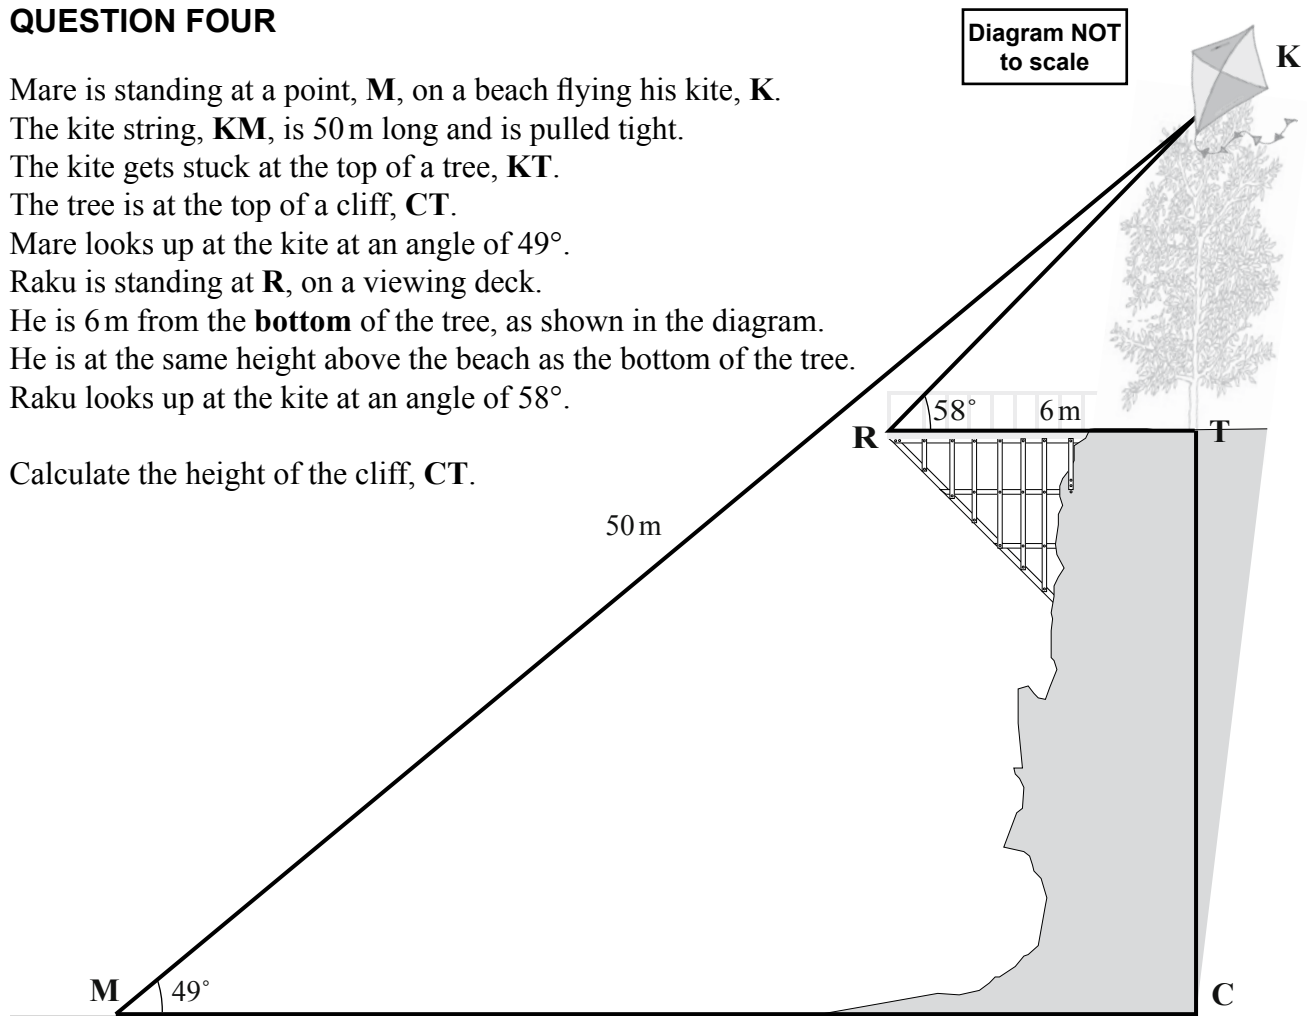 QUESTION FOUR
Diagram NOT
to scale
K
Mare is standing at a point, M, on a beach flying his kite, K.
The kite string, KM, is 50 m long and is pulled tight.
The kite gets stuck at the top of a tree, KT.
The tree is at the top of a cliff, CT.
Mare looks up at the kite at an angle of 49°.
Raku is standing at R, on a viewing deck.
He is 6 m from the bottom of the tree, as shown in the diagram.
He is at the same height above the beach as the bottom of the tree.
Raku looks up at the kite at an angle of 58°.
58° 6 m
R T
Calculate the height of the cliff, CT.
50 m
M 49° C